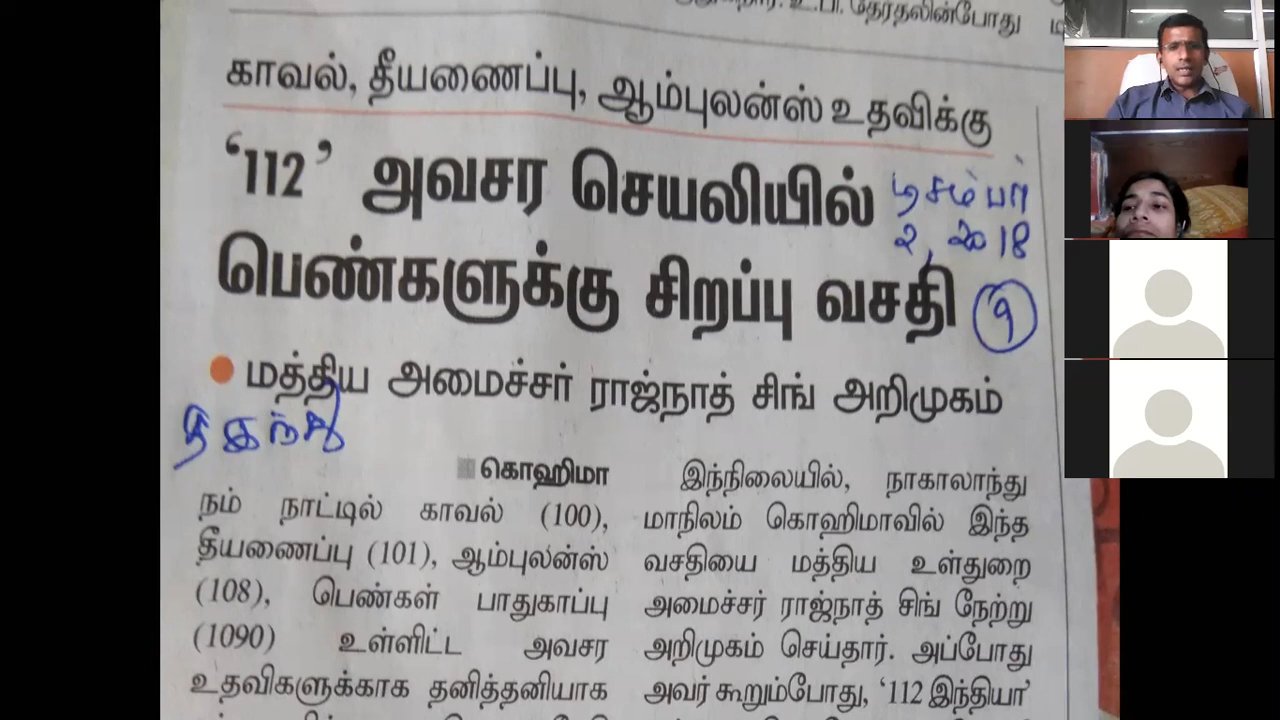 தேர்தலின்போது
காவல், தீயணைப்பு, ஆம்புலன்ஸ் உதவிக்கு
‘112’ அவசர செயலியில்
பெண்களுக்கு சிறப்பு வசதி
டிசம்பர்
2, 2018
9
மத்திய அமைச்சர் ராஜ்நாத் சிங் அறிமுகம்
கொஹிமா
நம் நாட்டில் காவல் (100),
தீயணைப்பு (101), ஆம்புலன்ஸ்
(108), பெண்கள் பாதுகாப்பு
(1090) உள்ளிட்ட அவசர
உதவிகளுக்காக தனித்தனியாக
இந்நிலையில், நாகாலாந்து
மாநிலம் கொஹிமாவில் இந்த
வசதியை மத்திய உள்துறை
அமைச்சர் ராஜ்நாத் சிங் நேற்று
அறிமுகம் செய்தார். அப்போது
அவர் கூறும்போது, ‘112 இந்தியா’